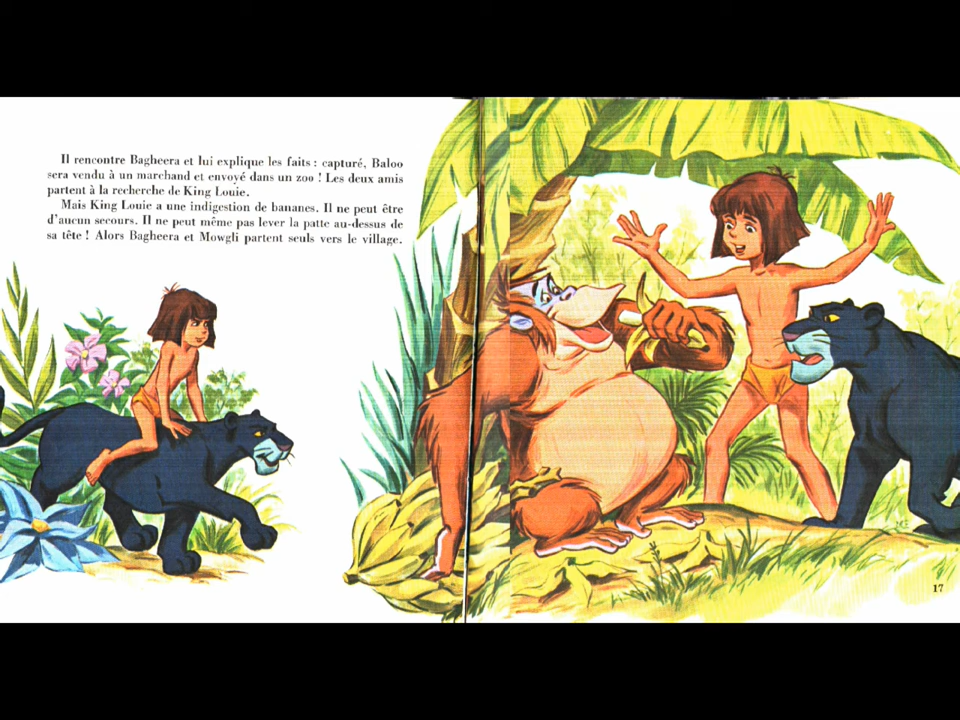 Il rencontre Bagheera et lui explique les faits : capturé, Baloo
sera vendu à un marchand et envoyé dans un zoo ! Les deux amis
partent à la recherche de King Louie.
Mais King Louie a une indigestion de bananes. Il ne peut être
d'aucun secours. Il ne peut même pas lever la patte au-dessus de
sa tête ! Alors Bagheera et Mowgli partent seuls vers le village.
17